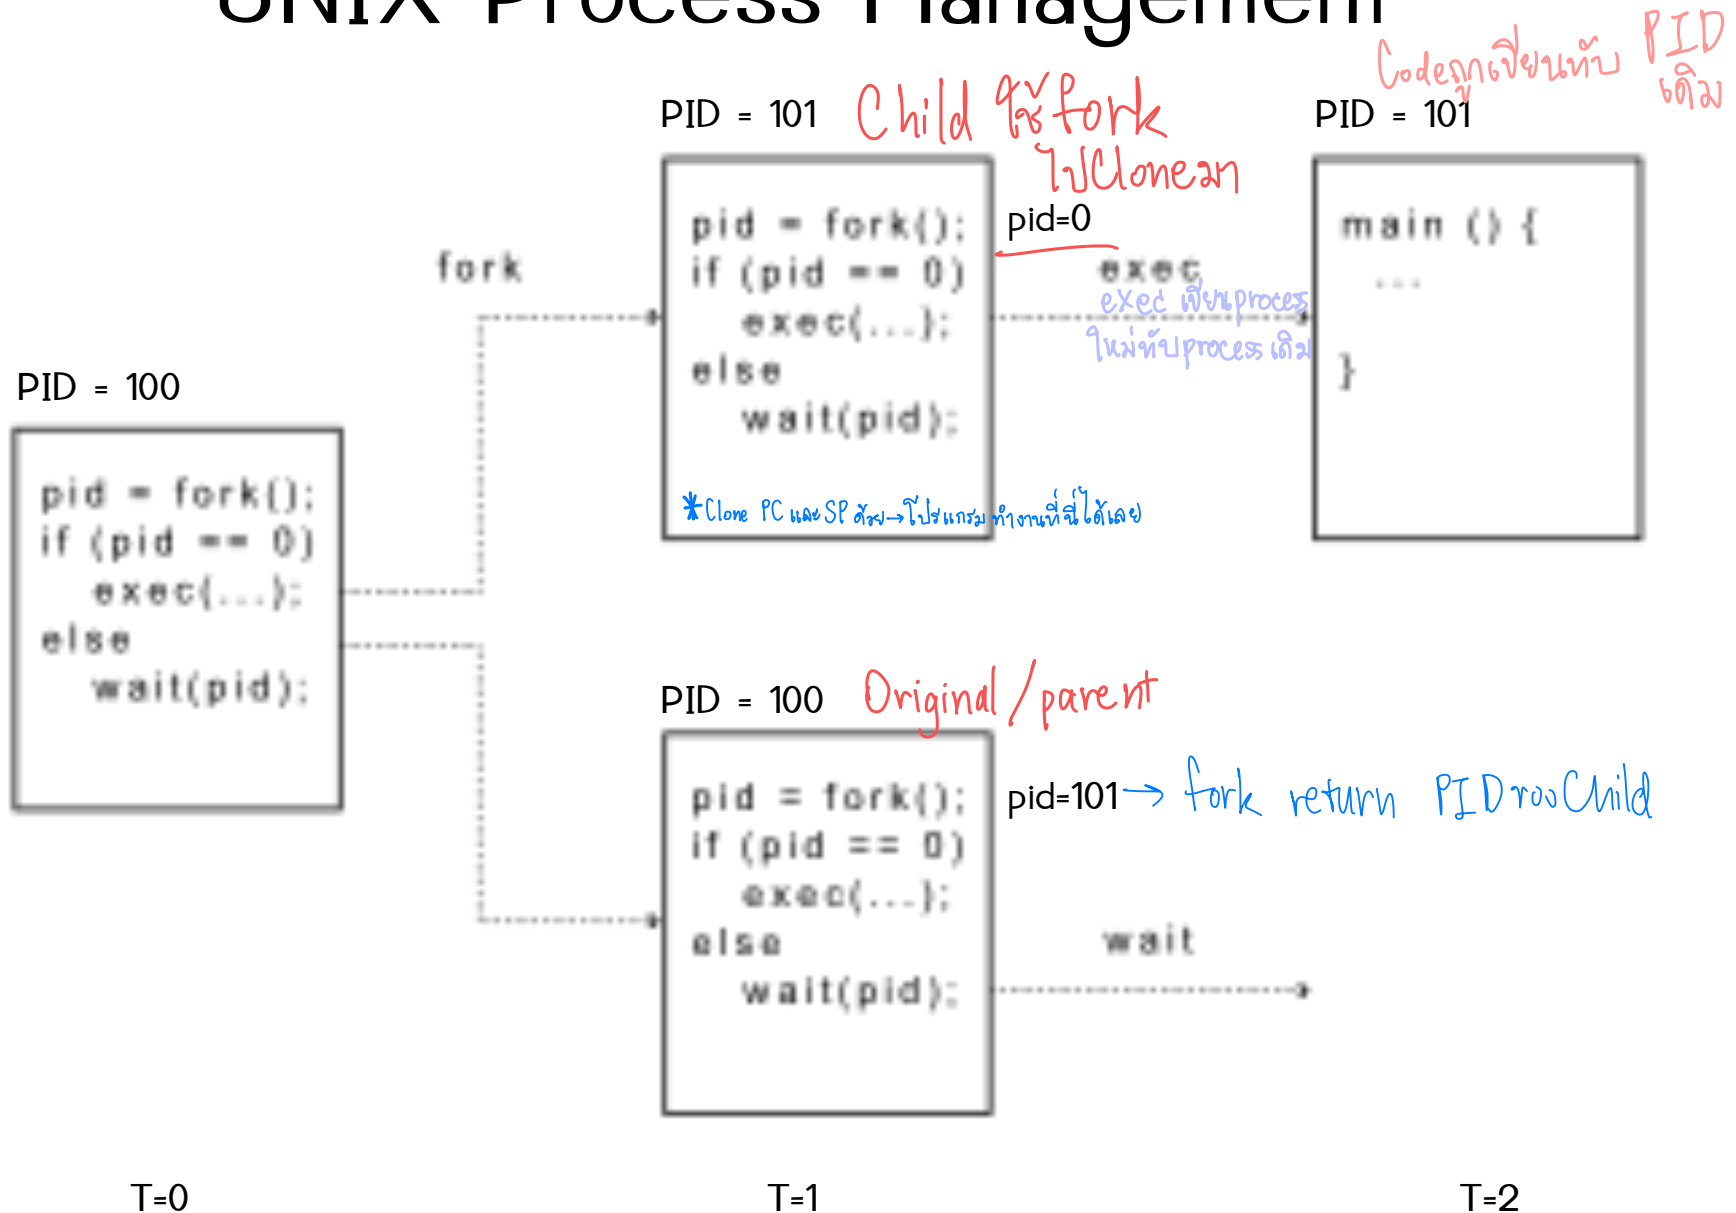 UNIX Process Management
Codeถูกเขียนทับ PID
เดิม
PID = 101
Child ใช้ fork
ไปCloneมา
PID = 101
pid = fork();
if (pid == 0)
exec(...);
else
wait(pid);
pid=0
fork
exec
exec เขียนprocess
ใหม่ทับprocess เดิม
main () {
...
}
*Clone PC และ SP ด้วย→โปรแกรม ทำงานที่นี่ได้เลย
PID = 100
pid = fork();
if (pid == 0)
exec(...);
else
wait(pid);
PID = 100
Original/parent
pid = fork();
if (pid == 0)
exec(...);
else
wait(pid);
pid=101→ fork return PID ของ Child
wait
T=0
T=1
T=2